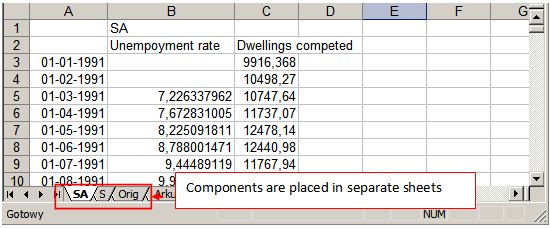 A B C D E F G
1 SA
2 Unempoyment rate Dwellings competed
3 01-01-1991 9916,368
4 01-02-1991 10498,27
5 01-03-1991 7,226337962 10747,64
6 01-04-1991 7,672831005 11737,07
7 01-05-1991 8,225091811 12478,14
8 01-06-1991 8,788001471 12440,98
9 01-07-1991 9,44489119 11767,94
10 01-08-1991 9,9
Components are placed in separate sheets
SA S Orig Arku
Gotowy NUM